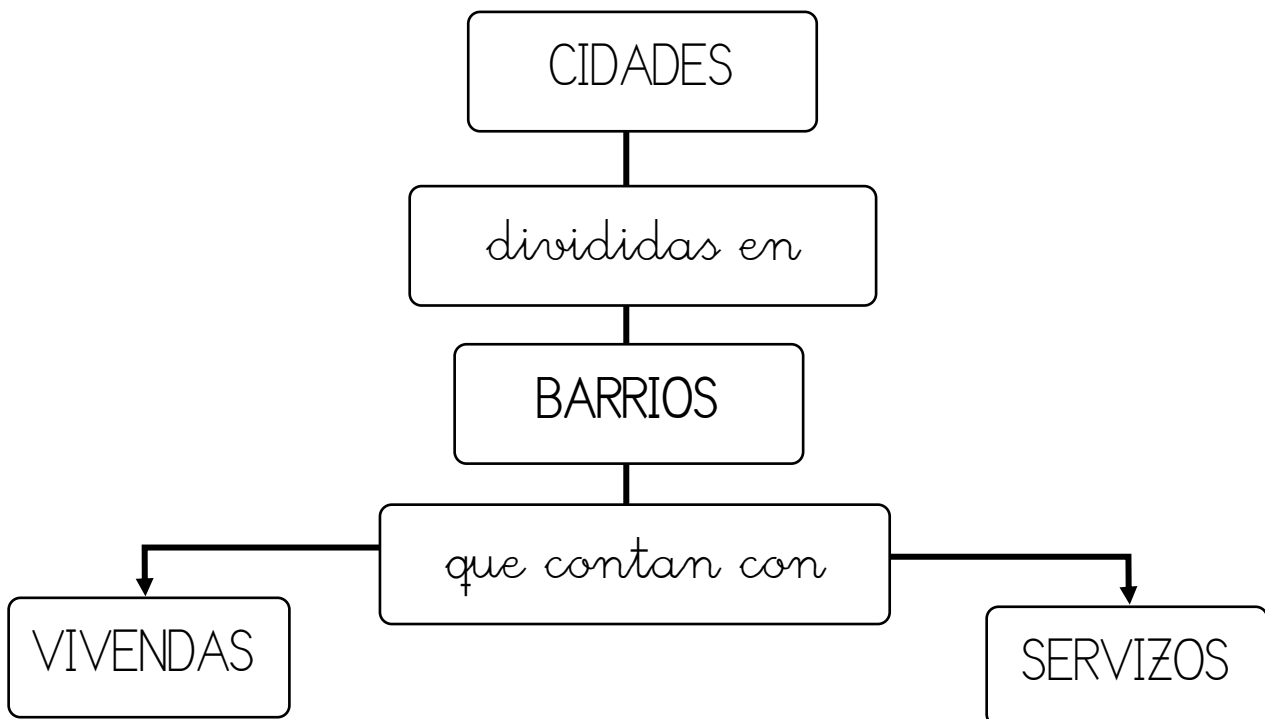 CIDADES
divididas en
BARRIOS
que contan con
VIVENDAS
SERVIZOS